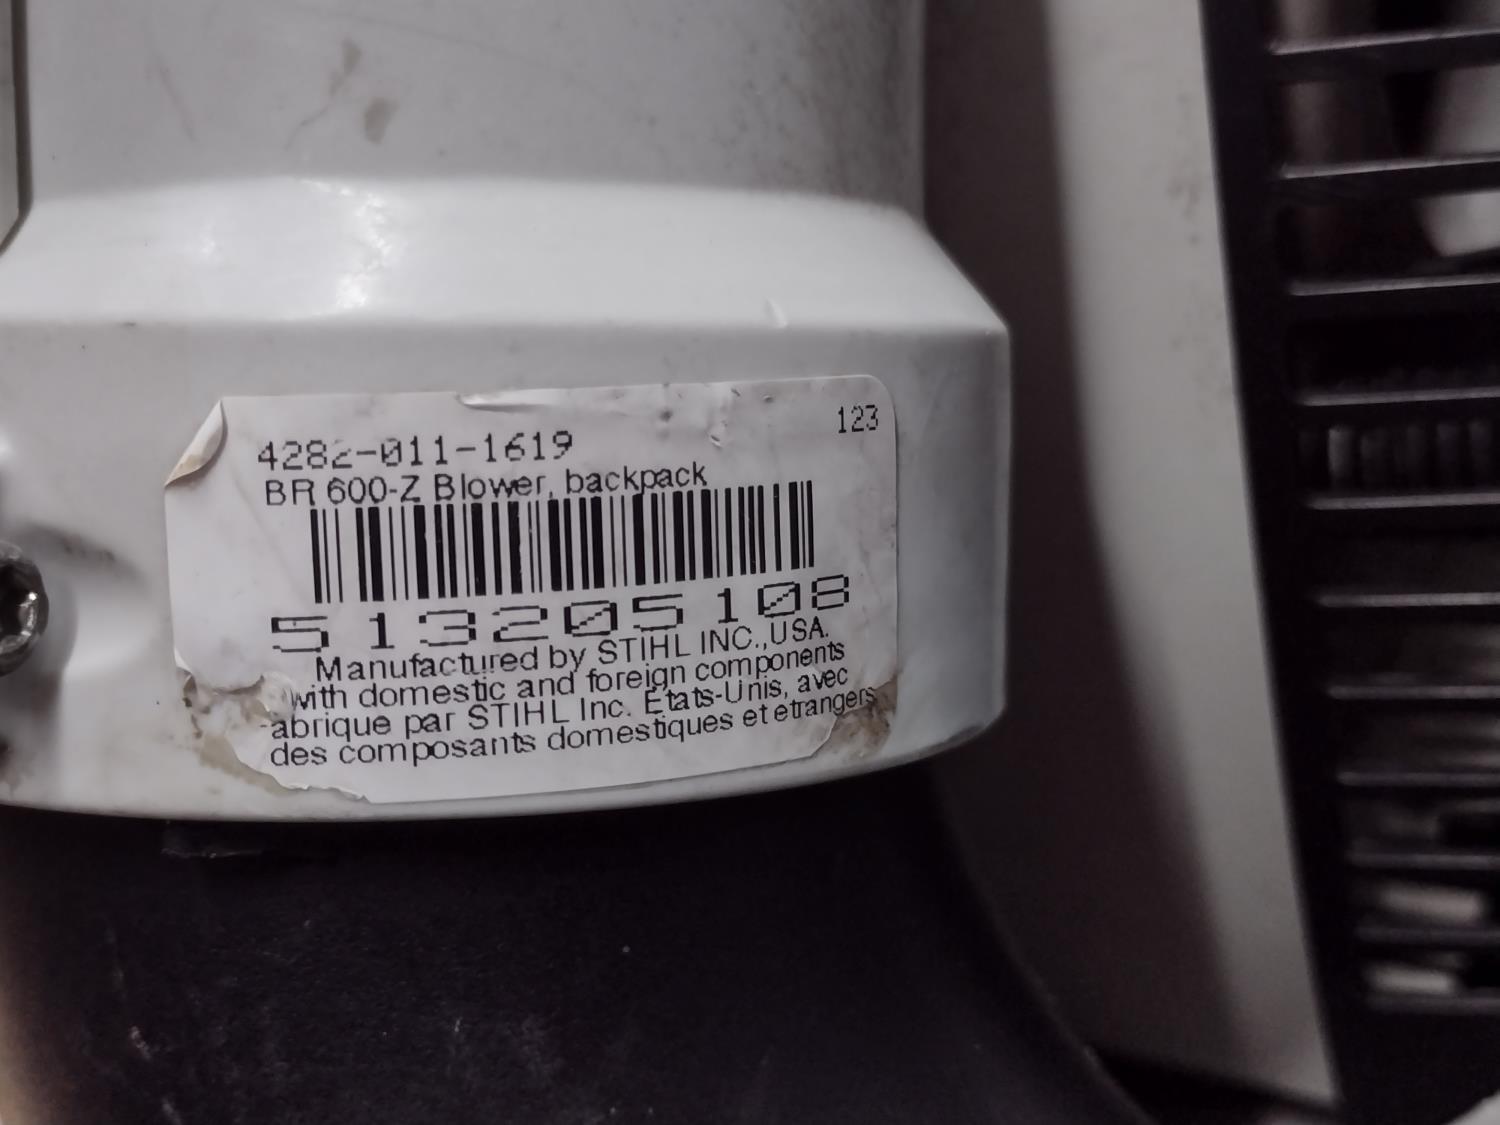 123
4282-011-1619
BR 600-Z Blower, backpack
513205108
Manufactured by STIHL INC.,USA.
with domestic and foreign components
abrique par STIHL Inc. États-Unis, avec
des composants domestiques et etrangers